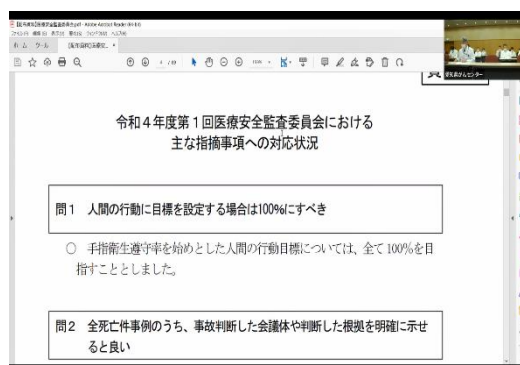 令和４年度第１回医療安全監査委員会における
主な指摘事項への対応状況
問１ 人間の行動に目標を設定する場合は100%にすべき
○ 手指衛生遵守率を始めとした人間の行動目標については、全て 100%を目
指すこととしました。
問２ 全死亡件事例のうち、事故判断した会議体や判断した根拠を明確に示せ
ると良い